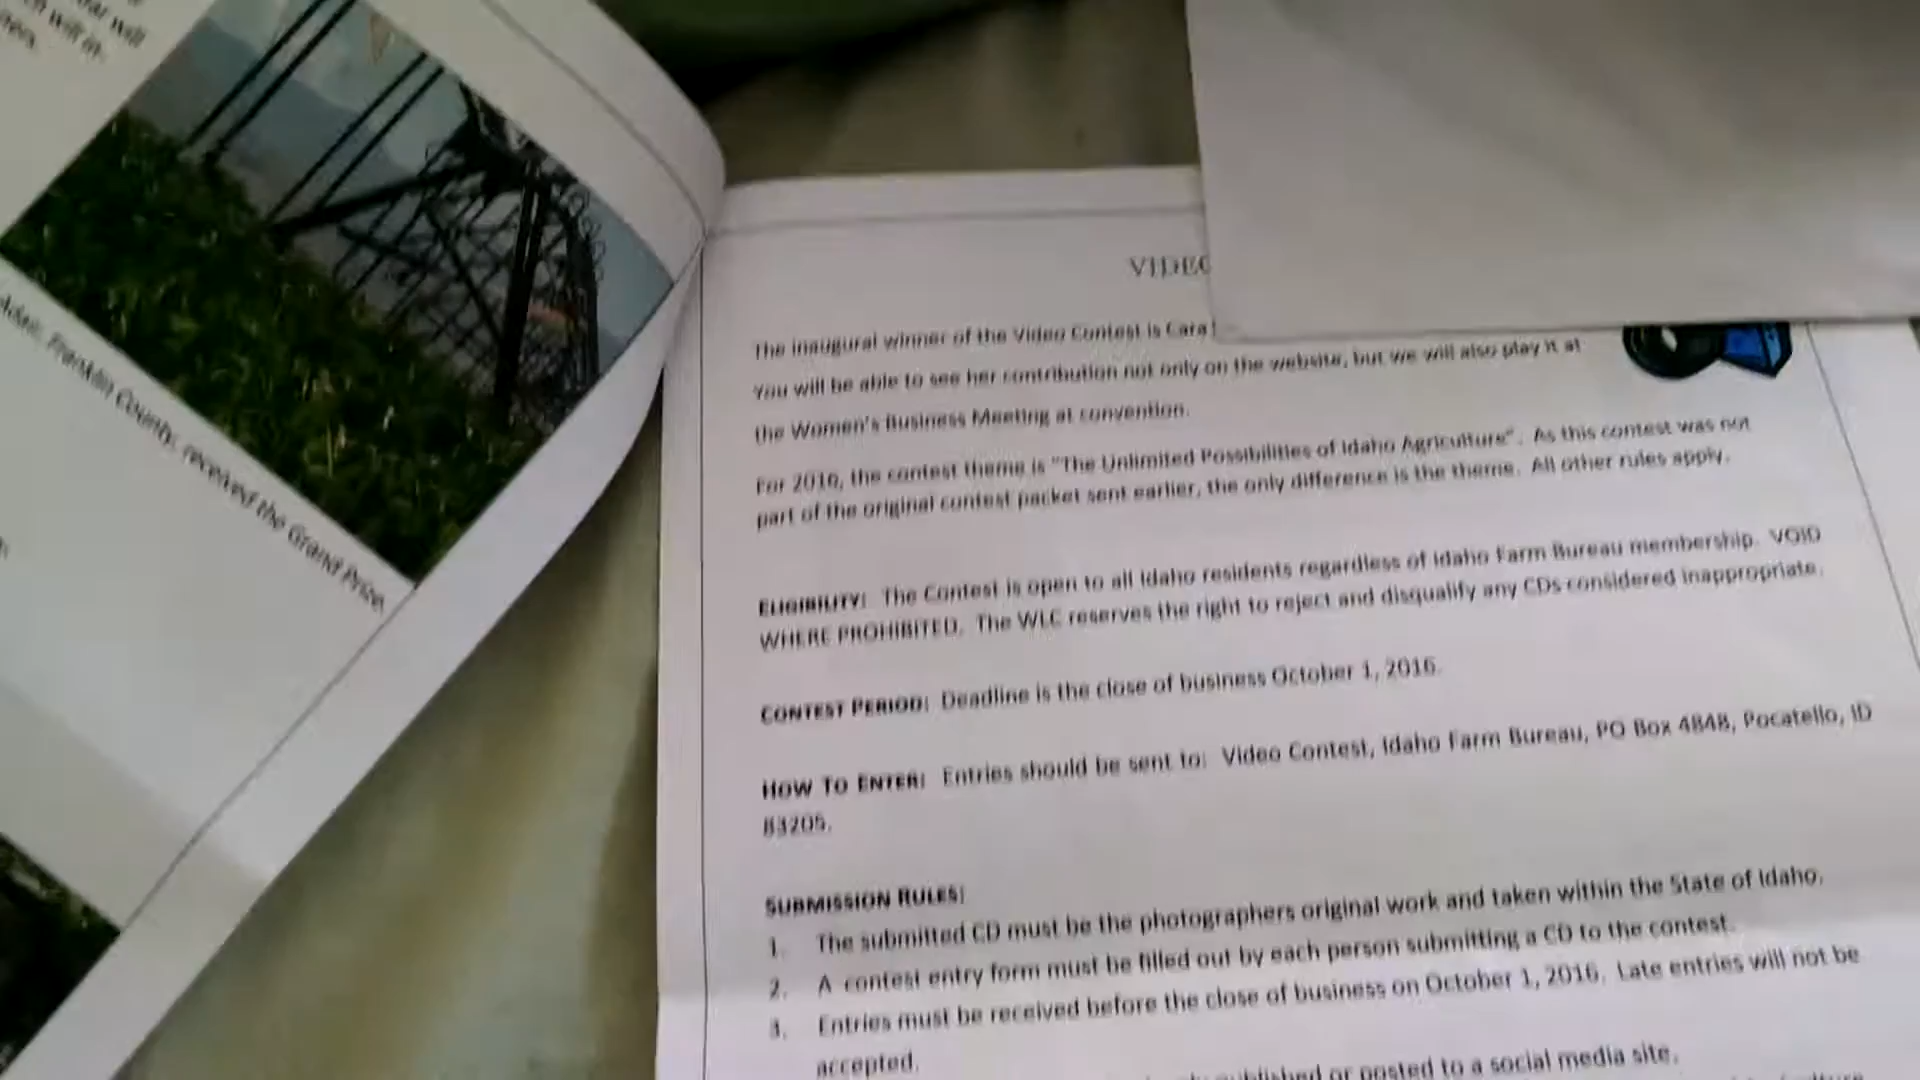 will
will in-
Adair, Franklin County, received the Grand Prize
VIDEO
The inaugural winner of the Video Contest is Cara
You will be able to see her contribution not only on the website, but we will also play it at
the Women's Business Meeting at convention.
For 2016, the contest theme is "The Unlimited Possibilities of Idaho Agriculture". As this contest was not
part of the original contest packet sent earlier, the only difference is the theme. All other rules apply.
ELIGIBILITY: The Contest is open to all Idaho residents regardless of Idaho Farm Bureau membership. VOID
WHERE PROHIBITED. The WLC reserves the right to reject and disqualify any CDs considered inappropriate.
CONTEST PERIOD: Deadline is the close of business October 1, 2016.
HOW TO ENTER: Entries should be sent to: Video Contest, Idaho Farm Bureau, PO Box 4848, Pocatello, ID
83205.
SUBMISSION RULES:
1. The submitted CD must be the photographers original work and taken within the State of Idaho.
2. A contest entry form must be filled out by each person submitting a CD to the contest.
3. Entries must be received before the close of business on October 1, 2016. Late entries will not be
accepted.
published or posted to a social media site.